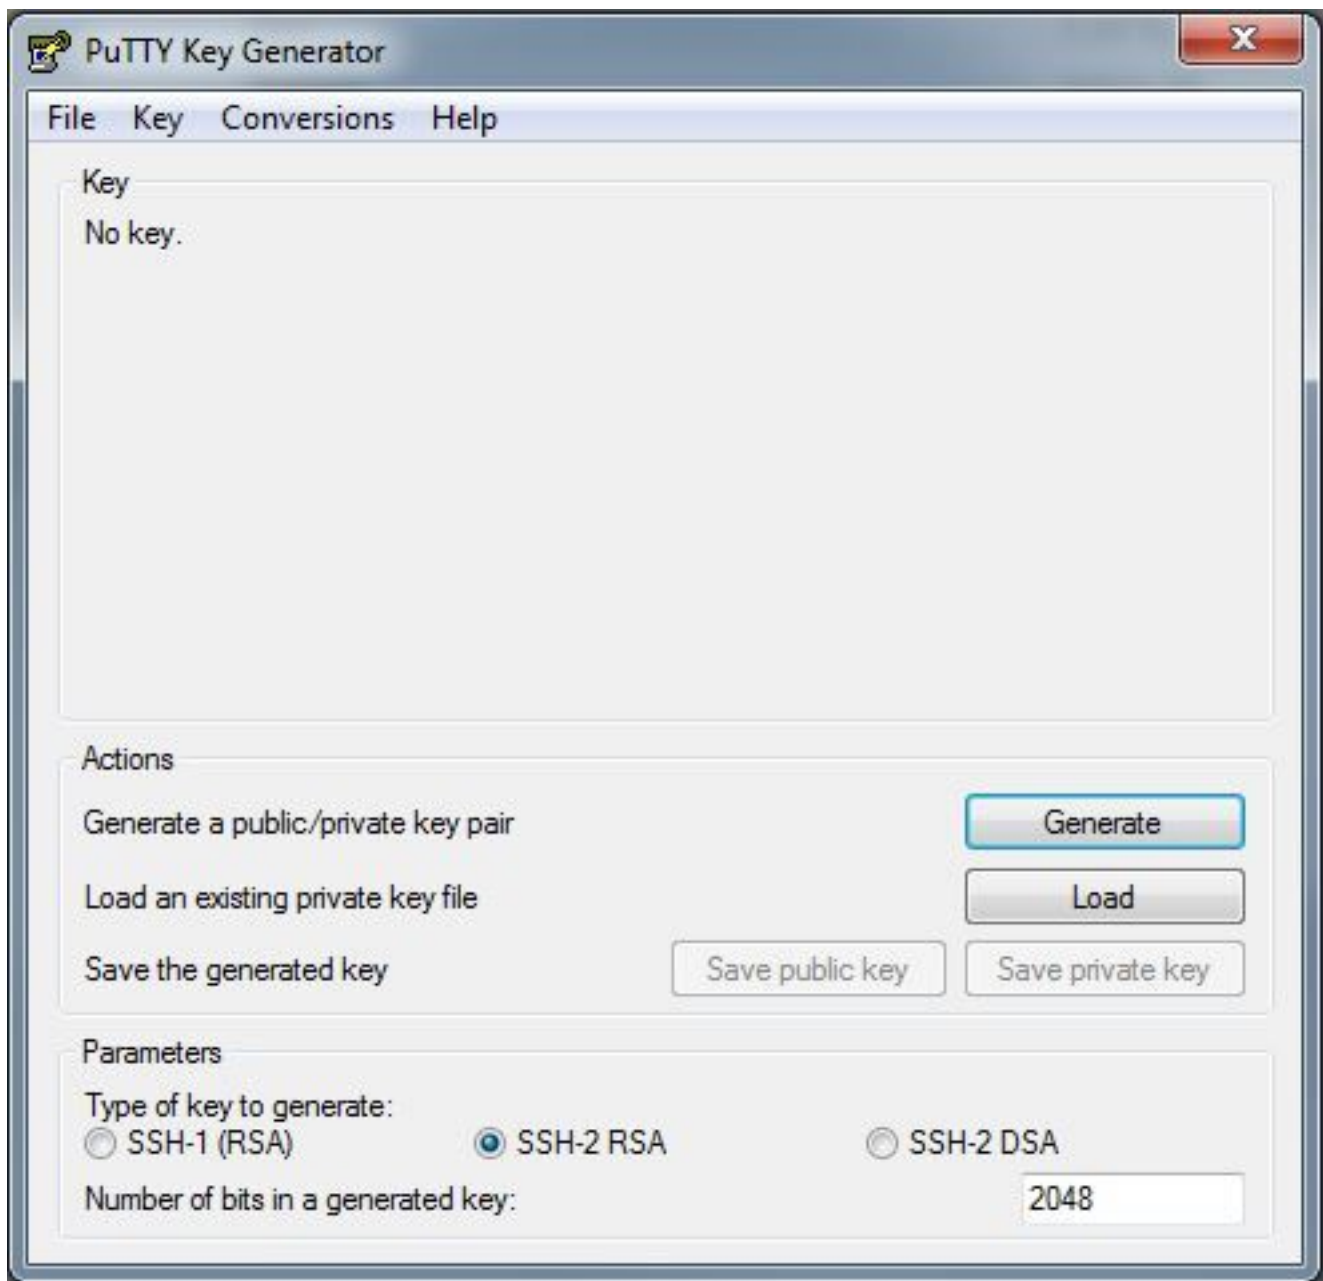 PuTTY Key Generator
File Key Conversions Help
Key
No key.
Actions
Generate a public/private key pair Generate
Load an existing private key file Load
Save the generated key Save public key Save private key
Parameters
Type of key to generate:
SSH-1 (RSA) SSH-2 RSA SSH-2 DSA
Number of bits in a generated key: 2048